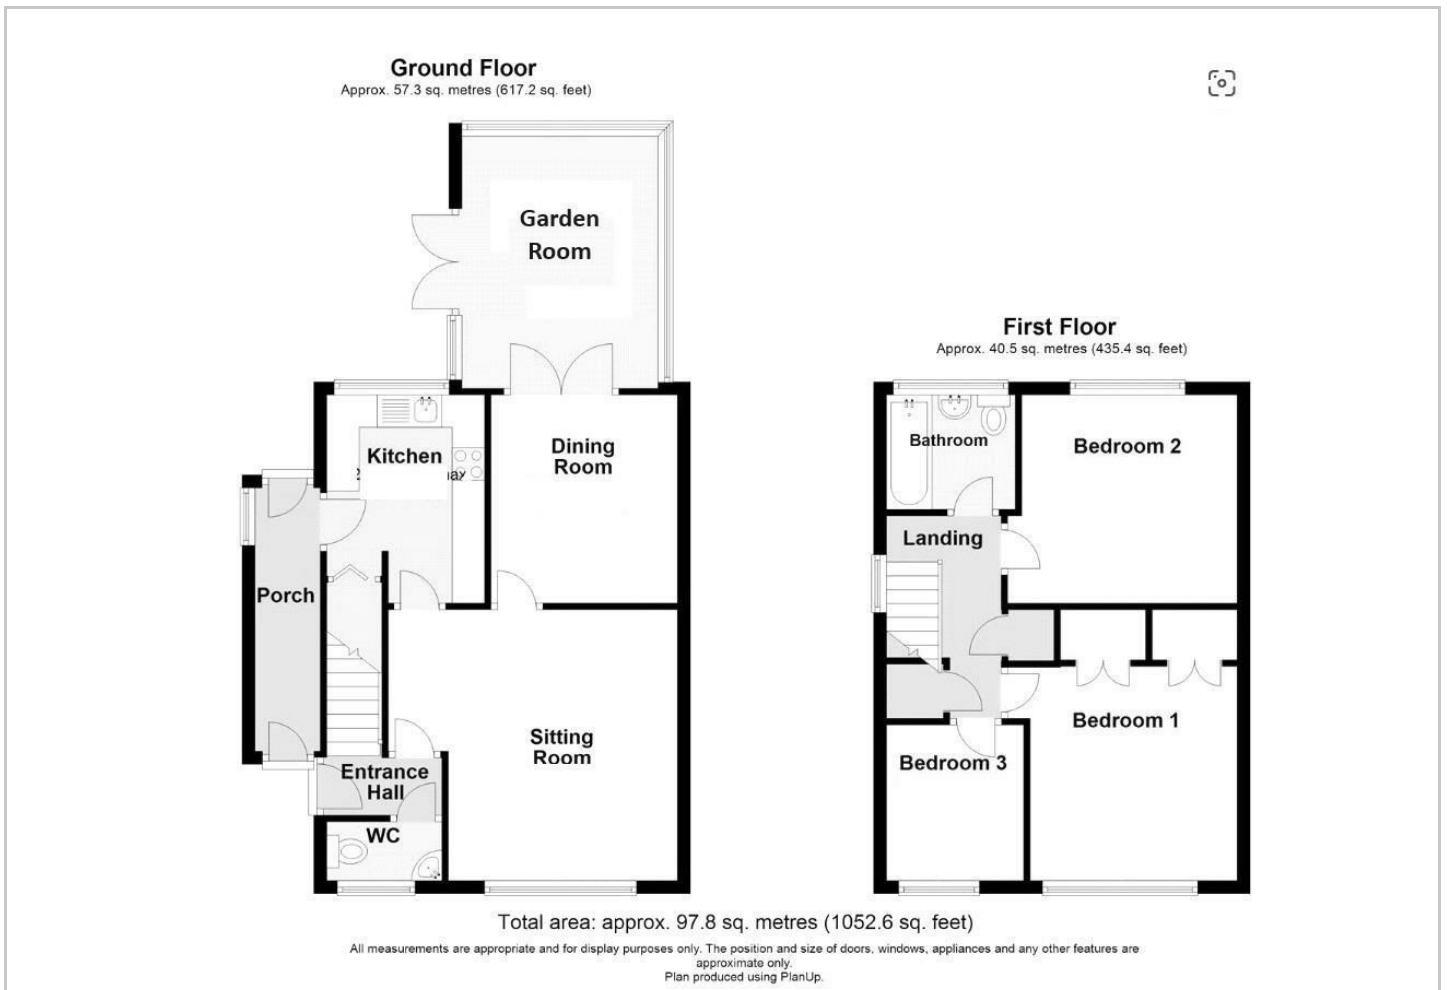 Ground Floor
Approx. 57.3 sq. metres (617.2 sq. feet)
Garden
Room
First Floor
Approx. 40.5 sq. metres (435.4 sq. feet)
Kitchen
Dining
Room
Bathroom
Bedroom 2
Landing
Porch
Sitting
Room
Entrance
Hall
WC
Bedroom 1
Bedroom 3
Total area: approx. 97.8 sq. metres (1052.6 sq. feet)
All measurements are appropriate and for display purposes only. The position and size of doors, windows, appliances and any other features are
approximate only.
Plan produced using PlanUp.